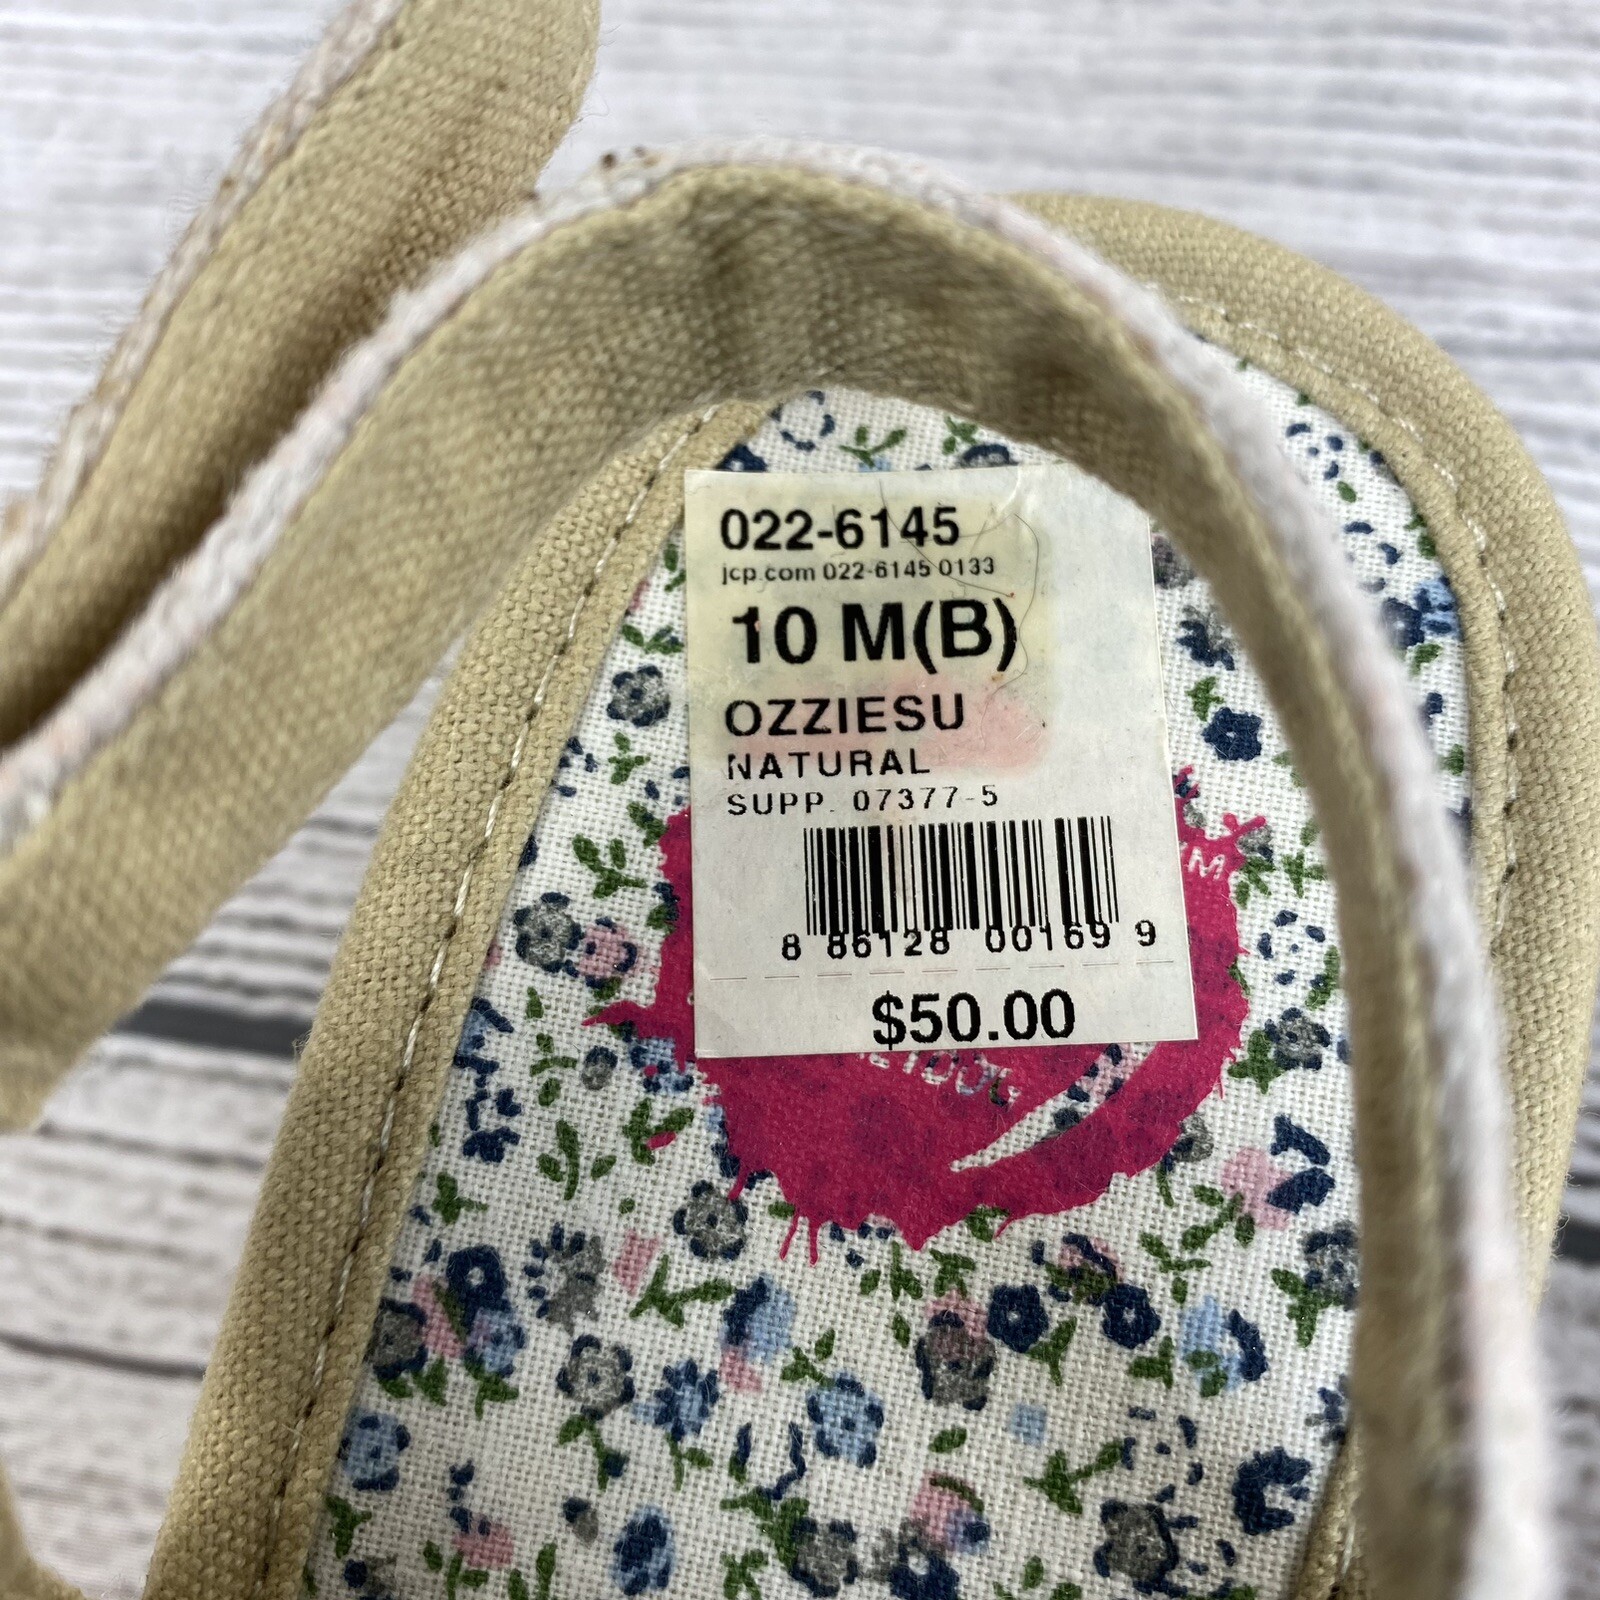 022-6145
jcp.com 022-6145 0133
10 M(B)
OZZIESU
NATURAL
SUPP. 07377-5
8 86128 00169 9
$50.00